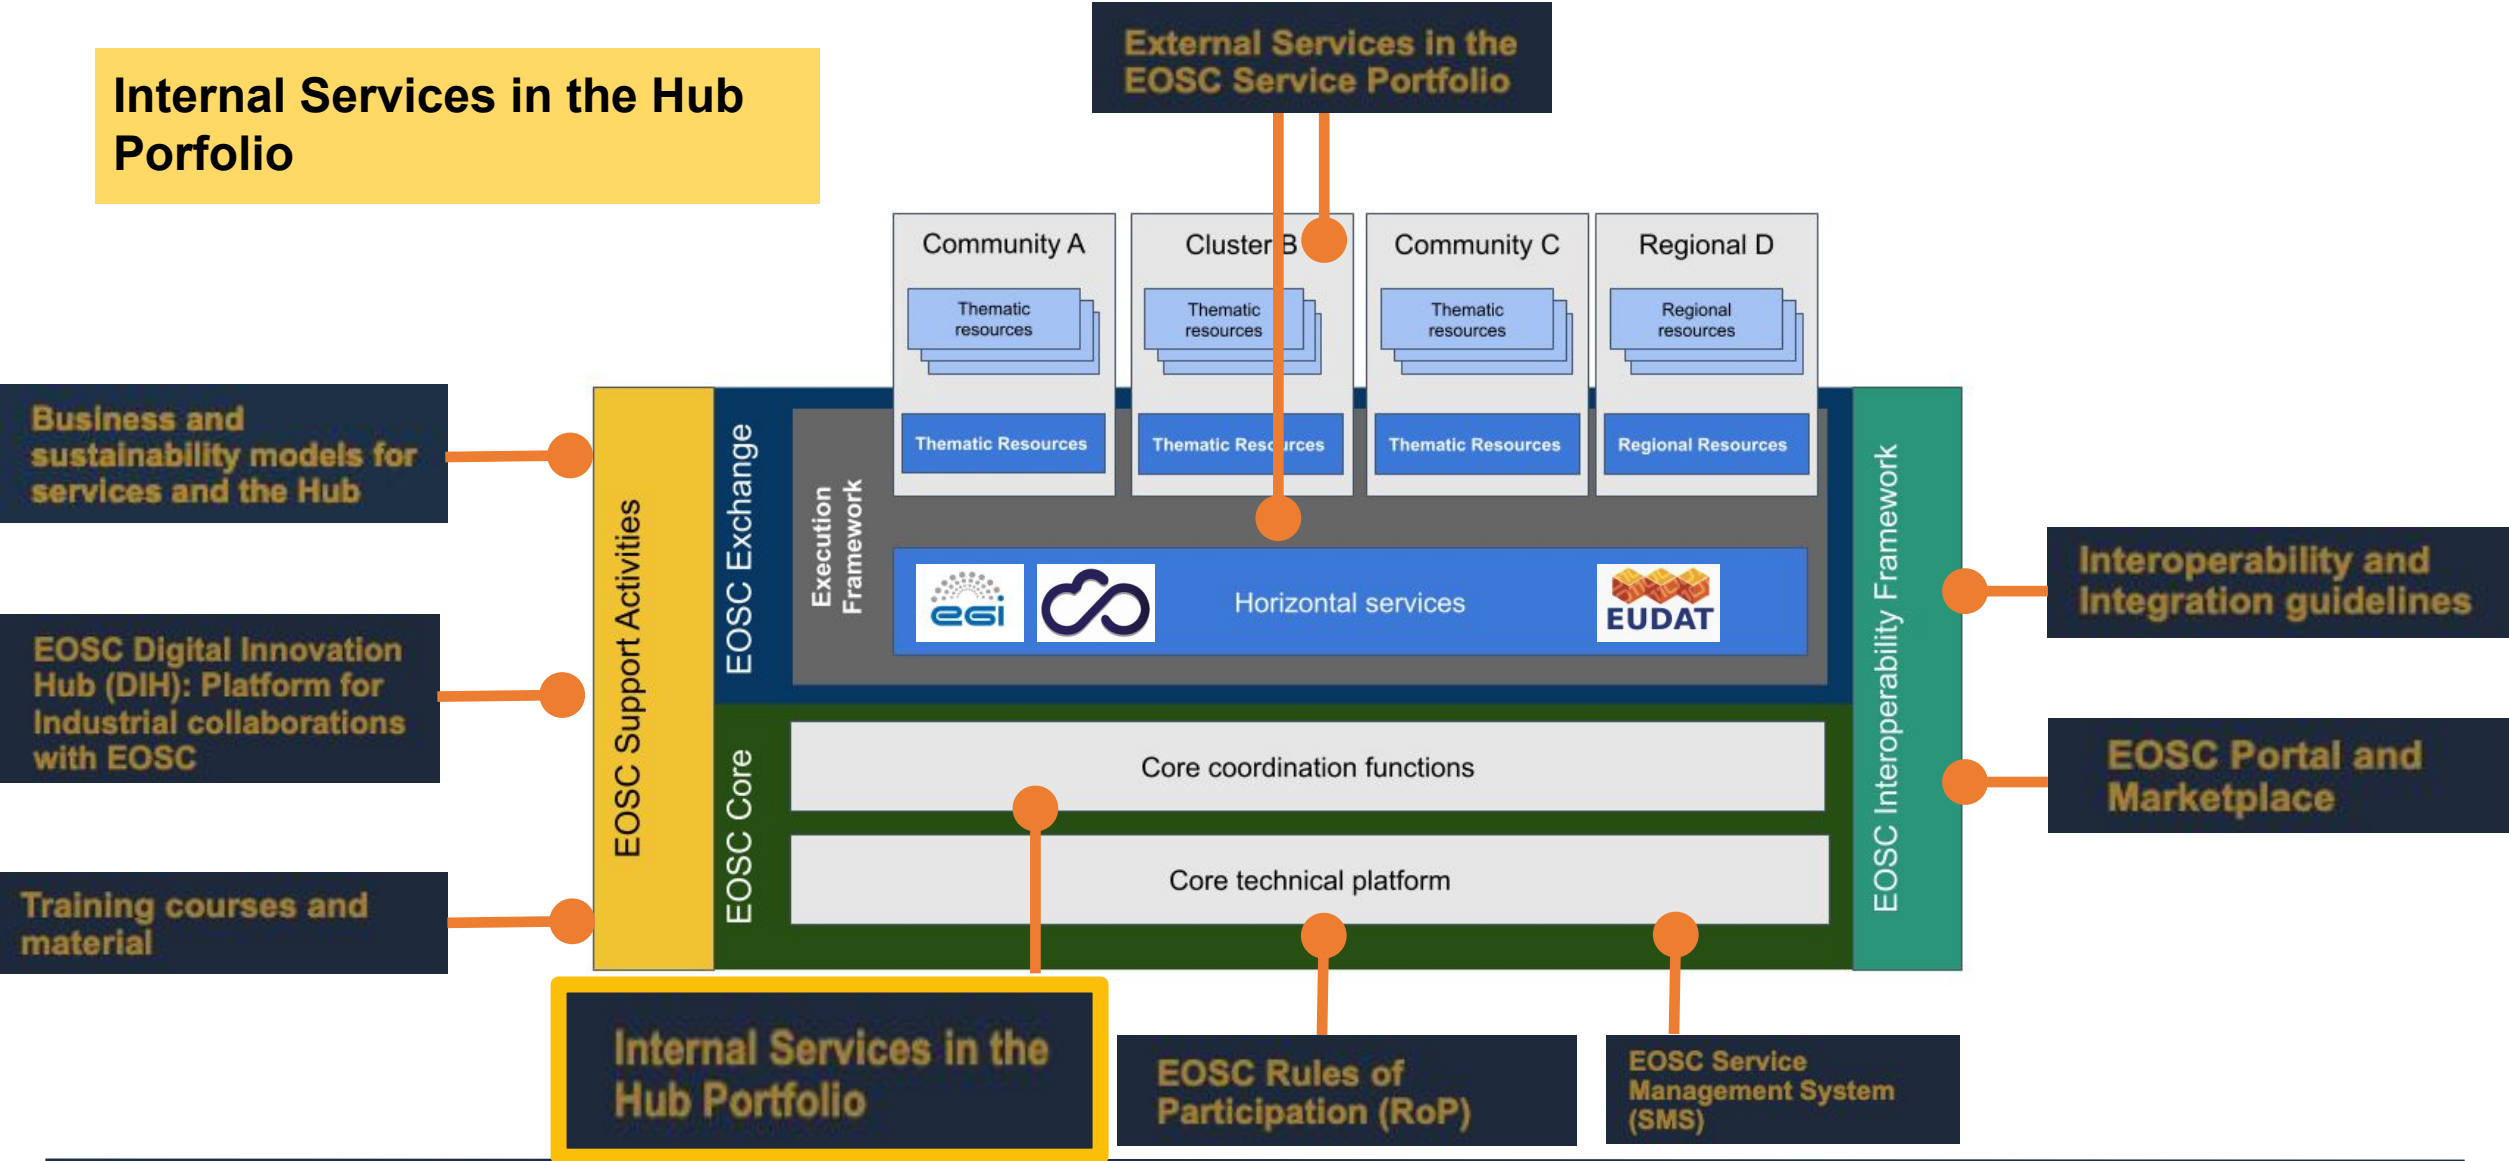 External Services in the
EOSC Service Portfolio
Internal Services in the Hub
Porfolio
Community A
Cluster B
Community C
Regional D
Thematic
resources
Thematic
resources
Thematic
resources
Regional
resources
Thematic Resources
Thematic Resources
Thematic Resources
Regional Resources
Business and
sustainability models for
services and the Hub
EOSC Digital Innovation
Hub (DIH): Platform for
Industrial collaborations
with EOSC
Training courses and
material
EOSC Support Activities
EOSC Exchange
Execution
Framework
egi
Horizontal services
EUDAT
EOSC Core
Core coordination functions
Core technical platform
EOSC Interoperability Framework
Interoperability and
Integration guidelines
EOSC Portal and
Marketplace
Internal Services in the
Hub Portfolio
EOSC Rules of
Participation (RoP)
EOSC Service
Management System
(SMS)